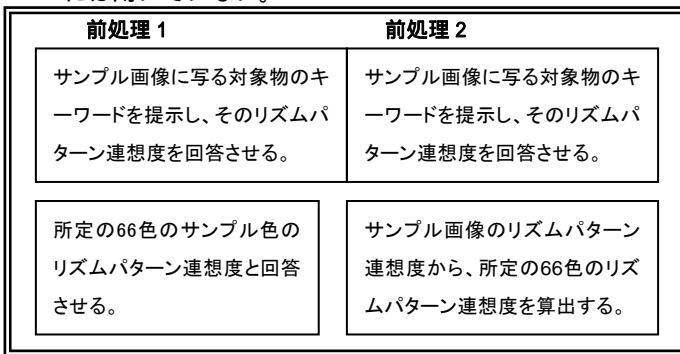 前処理1
前処理2
サンプル画像に写る対象物のキ
ーワードを提示し、そのリズムパ
ターン連想度を回答させる。
サンプル画像に写る対象物のキ
ーワードを提示し、そのリズムパ
ターン連想度を回答させる。
所定の66色のサンプル色の
リズムパターン連想度と回答
させる。
サンプル画像のリズムパターン
連想度から、所定の66色のリズ
ムパターン連想度を算出する。